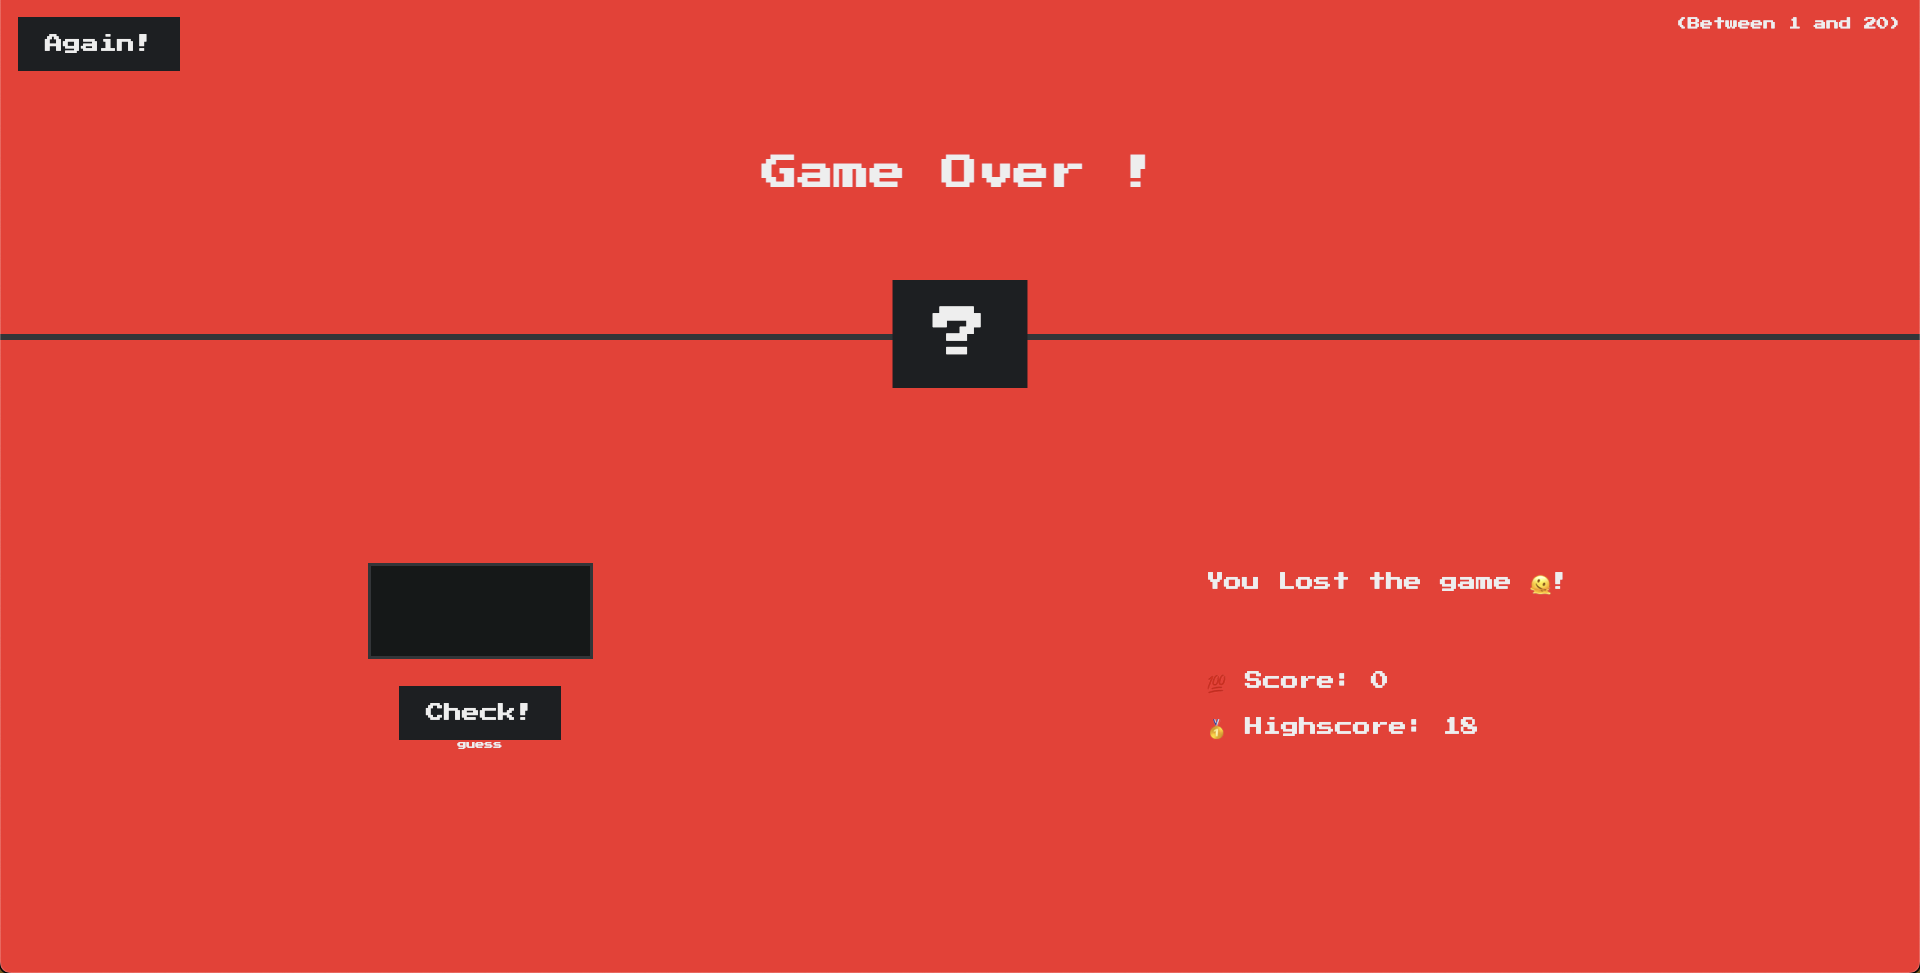 Again!
(Between 1 and 20)
Game Over !
?
You Lost the game 🫠!
Check!
guess
💯 Score: 0
🥇 Highscore: 18